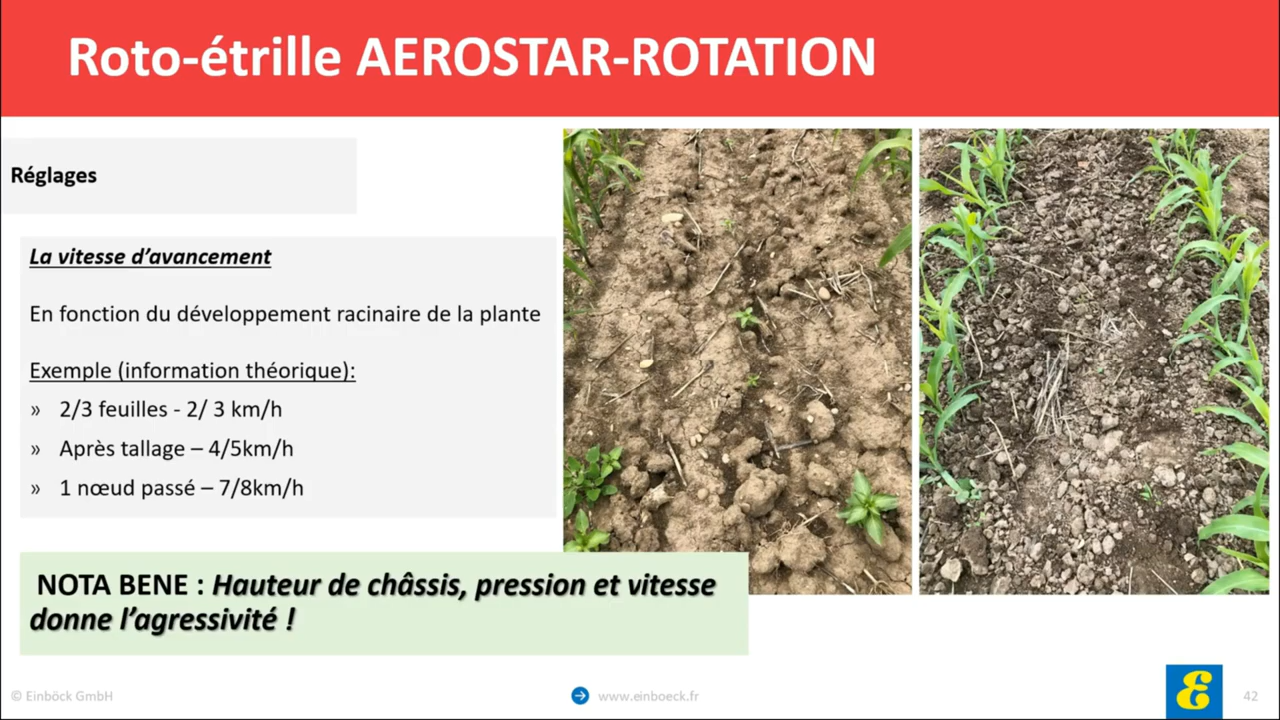 Roto-étrille AEROSTAR-ROTATION
Réglages
La vitesse d’avancement
En fonction du développement racinaire de la plante
Exemple (information théorique):
» 2/3 feuilles - 2/ 3 km/h
» Après tallage – 4/5km/h
» 1 nœud passé – 7/8km/h
NOTA BENE : Hauteur de châssis, pression et vitesse
donne l’agressivité !
© Einböck GmbH
www.einboeck.fr
42